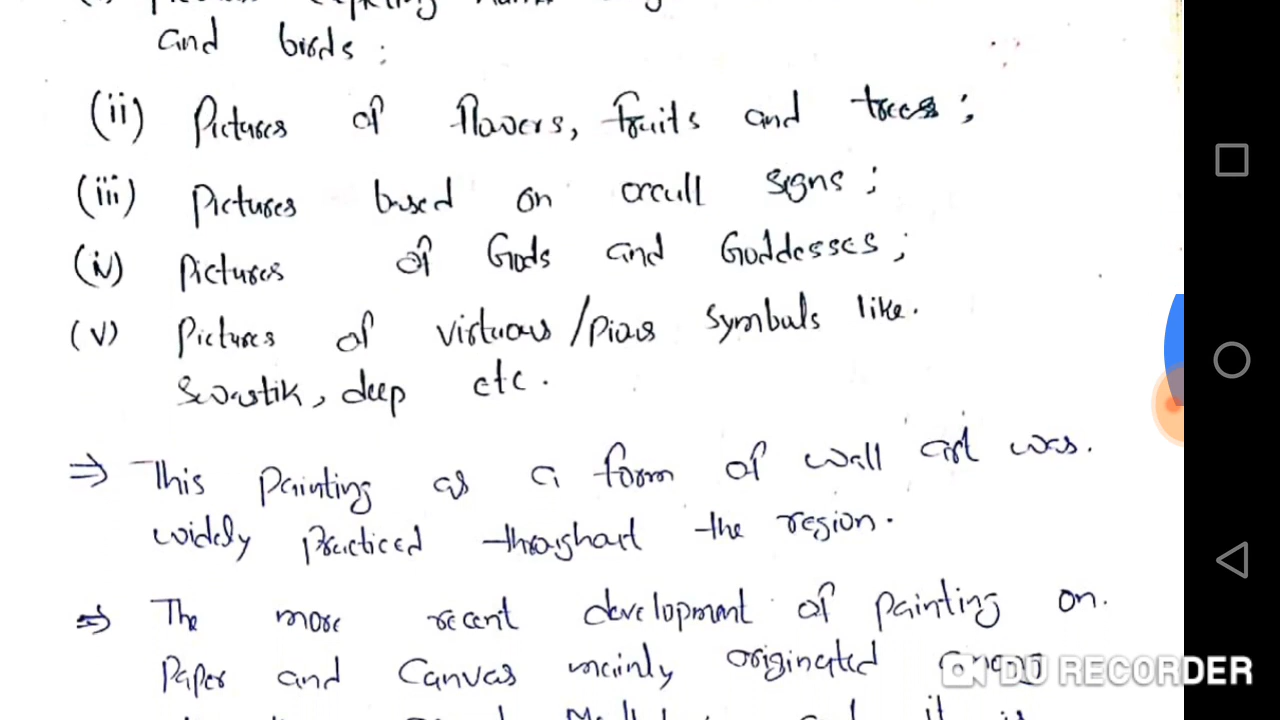 and birds;
(ii) Pictures of flowers, fruits and trees;
(iii) Pictures based on occult signs;
(iv) Pictures of Gods and Goddesses;
(v) Pictures of virtuous/pious symbols like.
Swastik, deep etc.
⇒ This painting as a form of wall art was.
widely practiced throughout the region.
⇒ The more recent development of painting on.
Paper and Canvas mainly originated among
DU RECORDER
it is